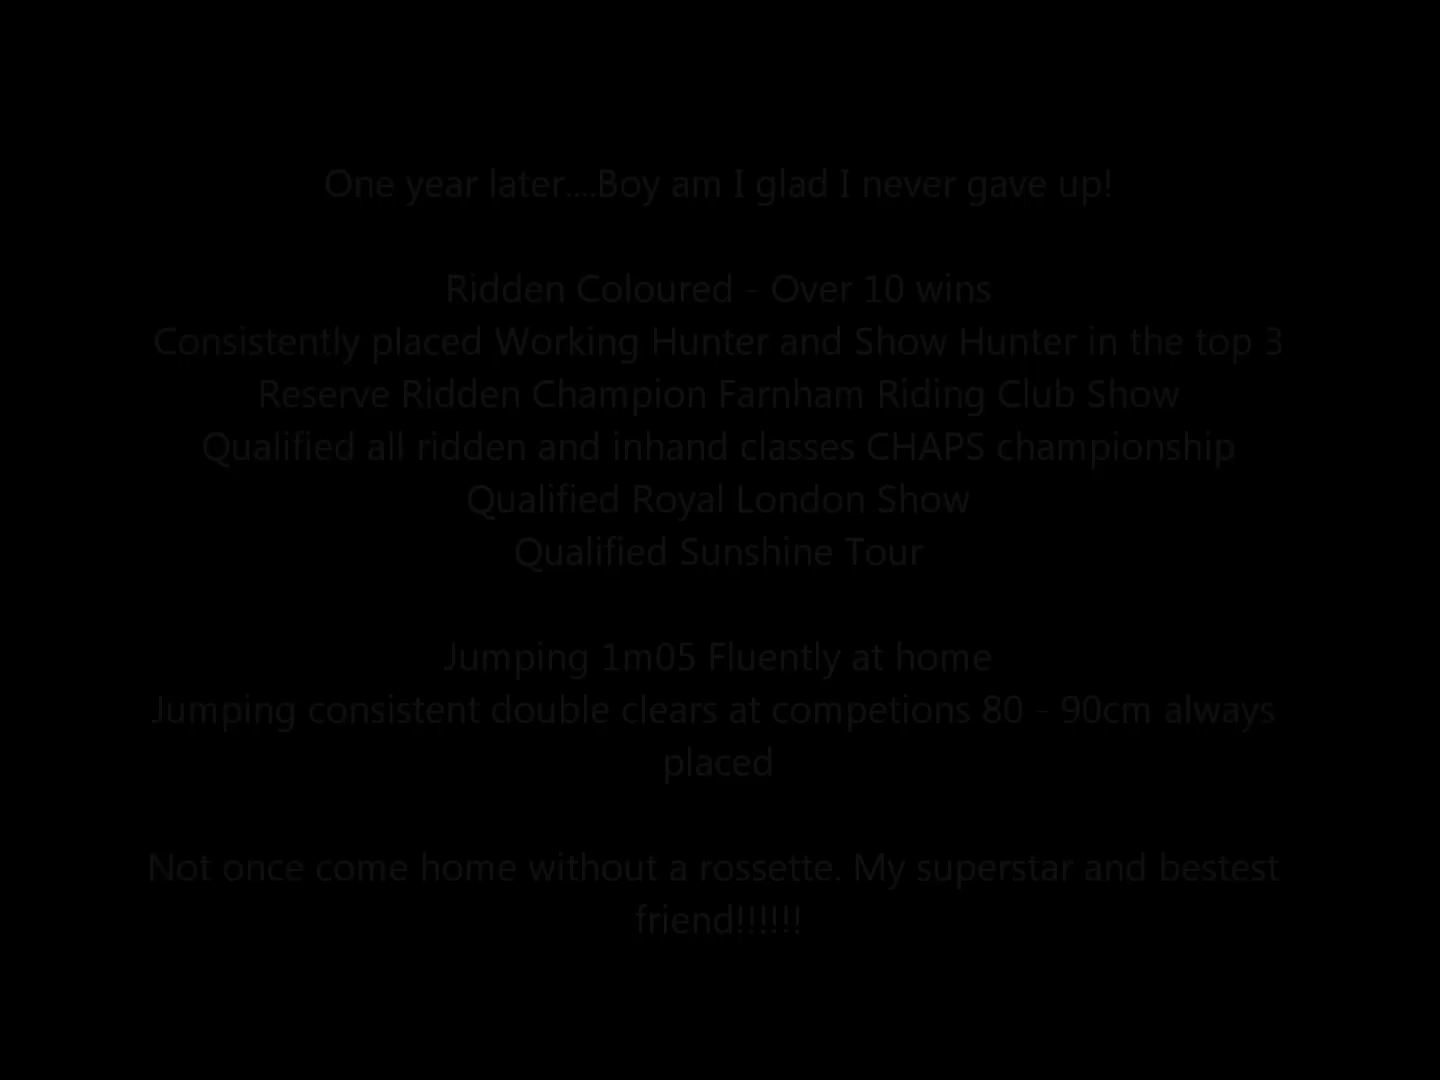 One year later....Boy am I glad I never gave up!
Ridden Coloured - Over 10 wins
Consistently placed Working Hunter and Show Hunter in the top 3
Reserve Ridden Champion Farnham Riding Club Show
Qualified all ridden and inhand classes CHAPS championship
Qualified Royal London Show
Qualified Sunshine Tour
Jumping 1m05 Fluently at home
Jumping consistent double clears at competions 80 - 90cm always
placed
Not once come home without a rossette. My superstar and bestest
friend!!!!!!